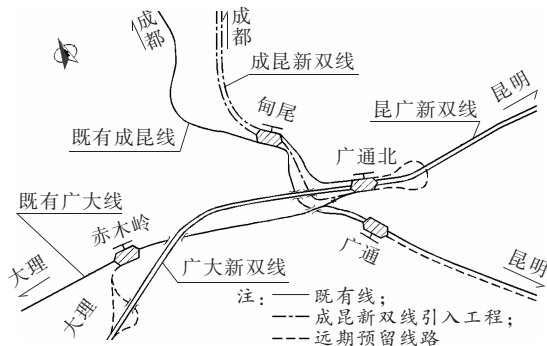 成都
成都
成昆新双线
甸尾
昆广新双线
昆明
既有成昆线
广通北
既有广大线
赤木岭
大理
大理
广大新双线
广通
昆明
注：——既有线；
成昆新双线引入工程；
远期预留线路